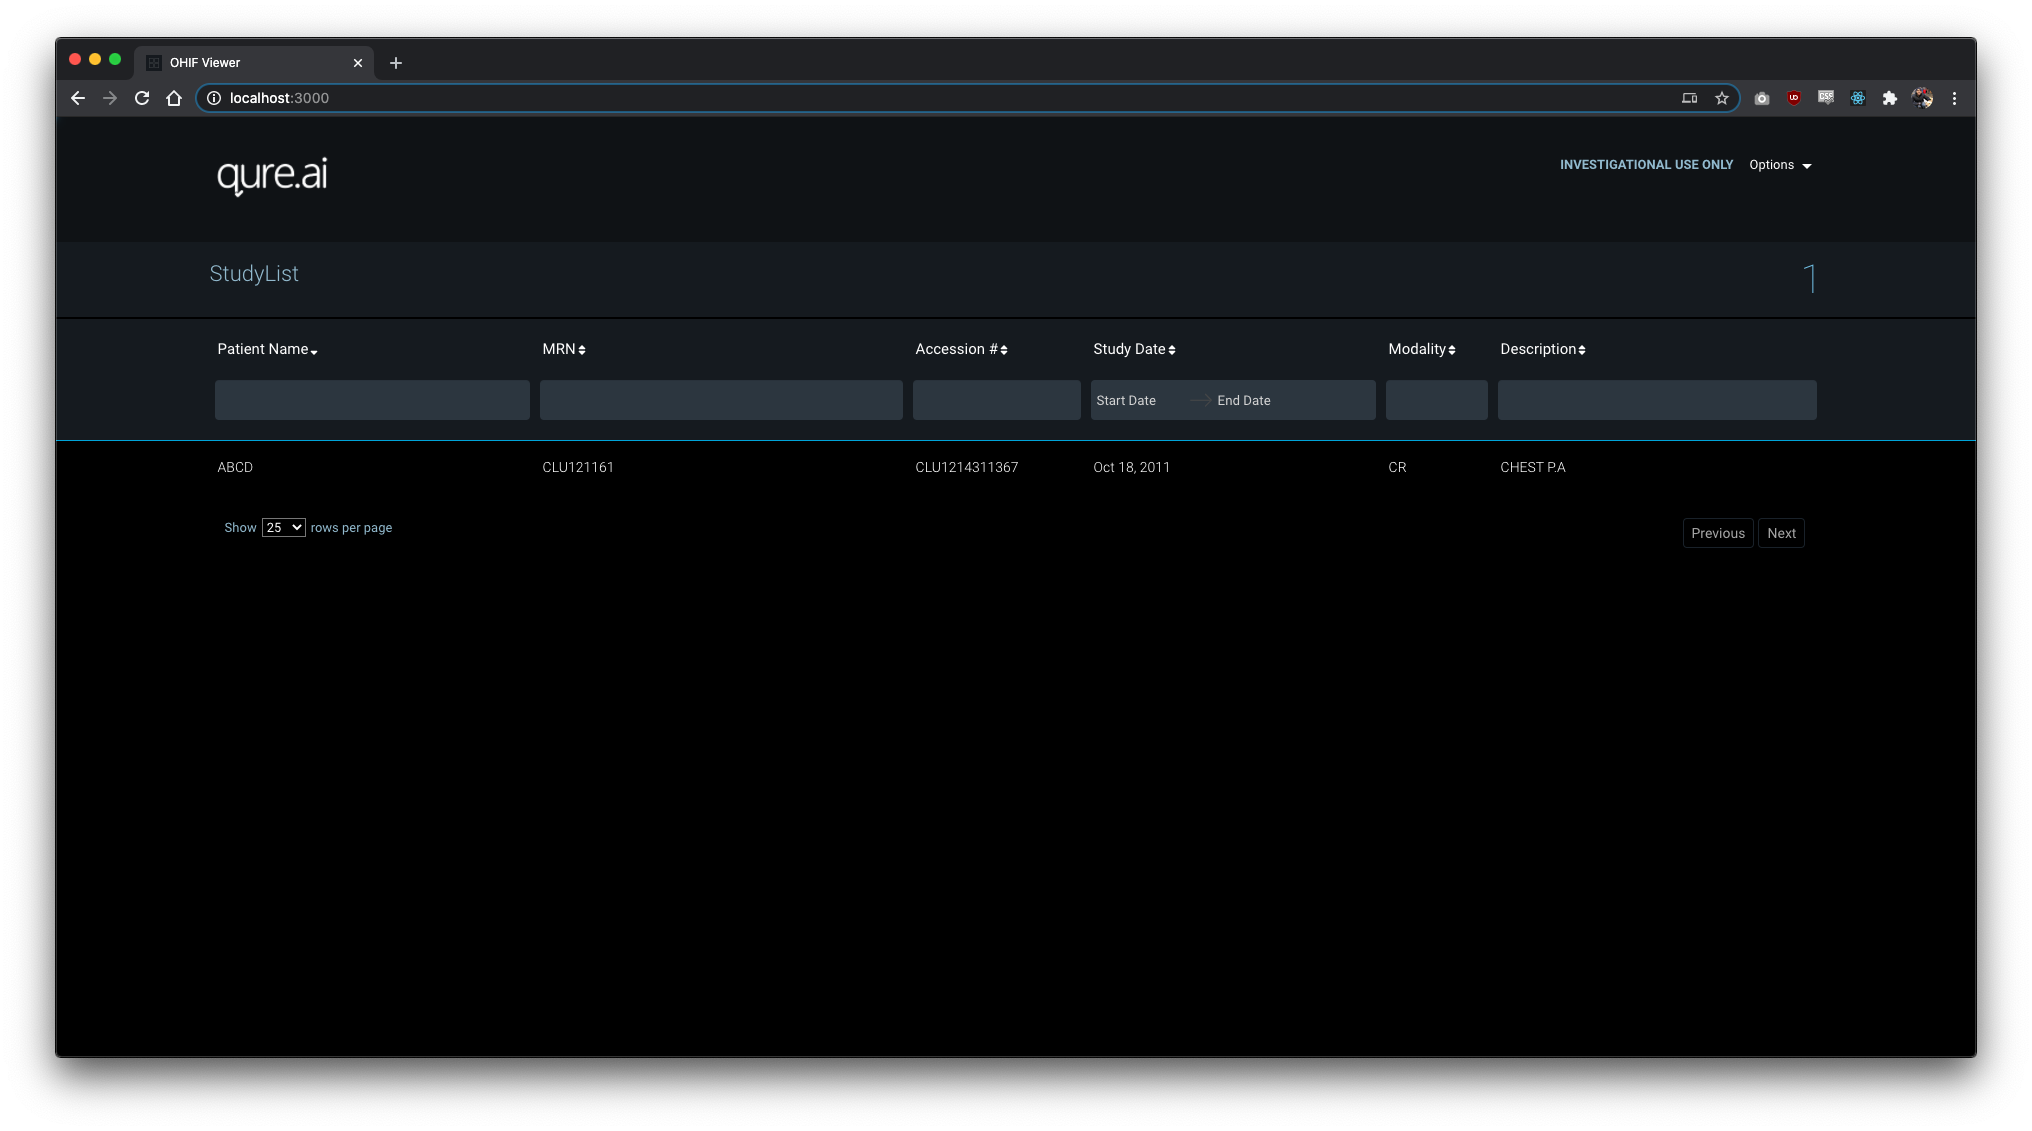 OHIF Viewer
localhost:3000
qure.ai
INVESTIGATIONAL USE ONLY Options
StudyList 1
Patient Name MRN Accession # Study Date Modality Description
Start Date End Date
ABCD CLU121161 CLU1214311367 Oct 18, 2011 CR CHEST P.A
Show 25 rows per page Previous Next